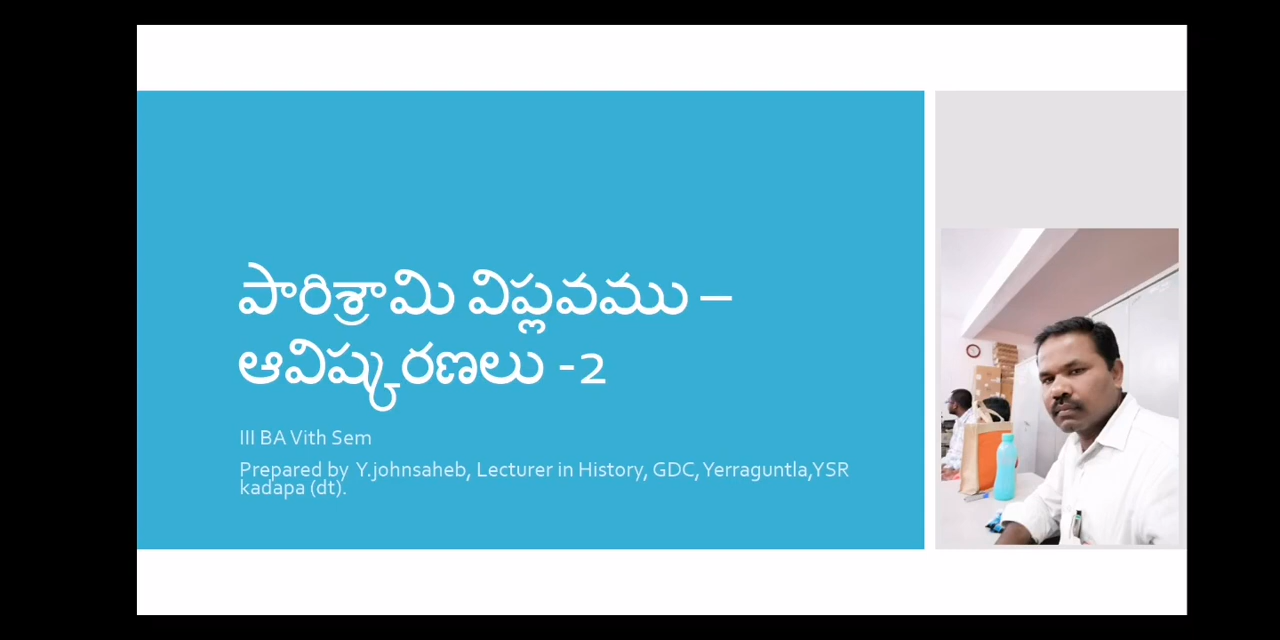 పారిశ్రామి విప్లవము –
ఆవిష్కరణలు -2
III BA Vith Sem
Prepared by Y.johnsaheb, Lecturer in History, GDC, Yerraguntla,YSR
kadapa (dt).